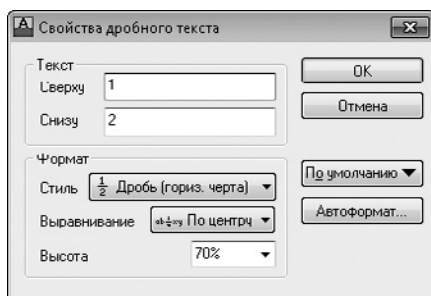 Свойства дробного текста
Текст
Сверху 1
Снизу 2
OK
Отмена
Формат
Стиль 1/2 Дробь (гориз. черта)
Выравнивание По центру
Высота 70%
По умолчанию
Автоформат...